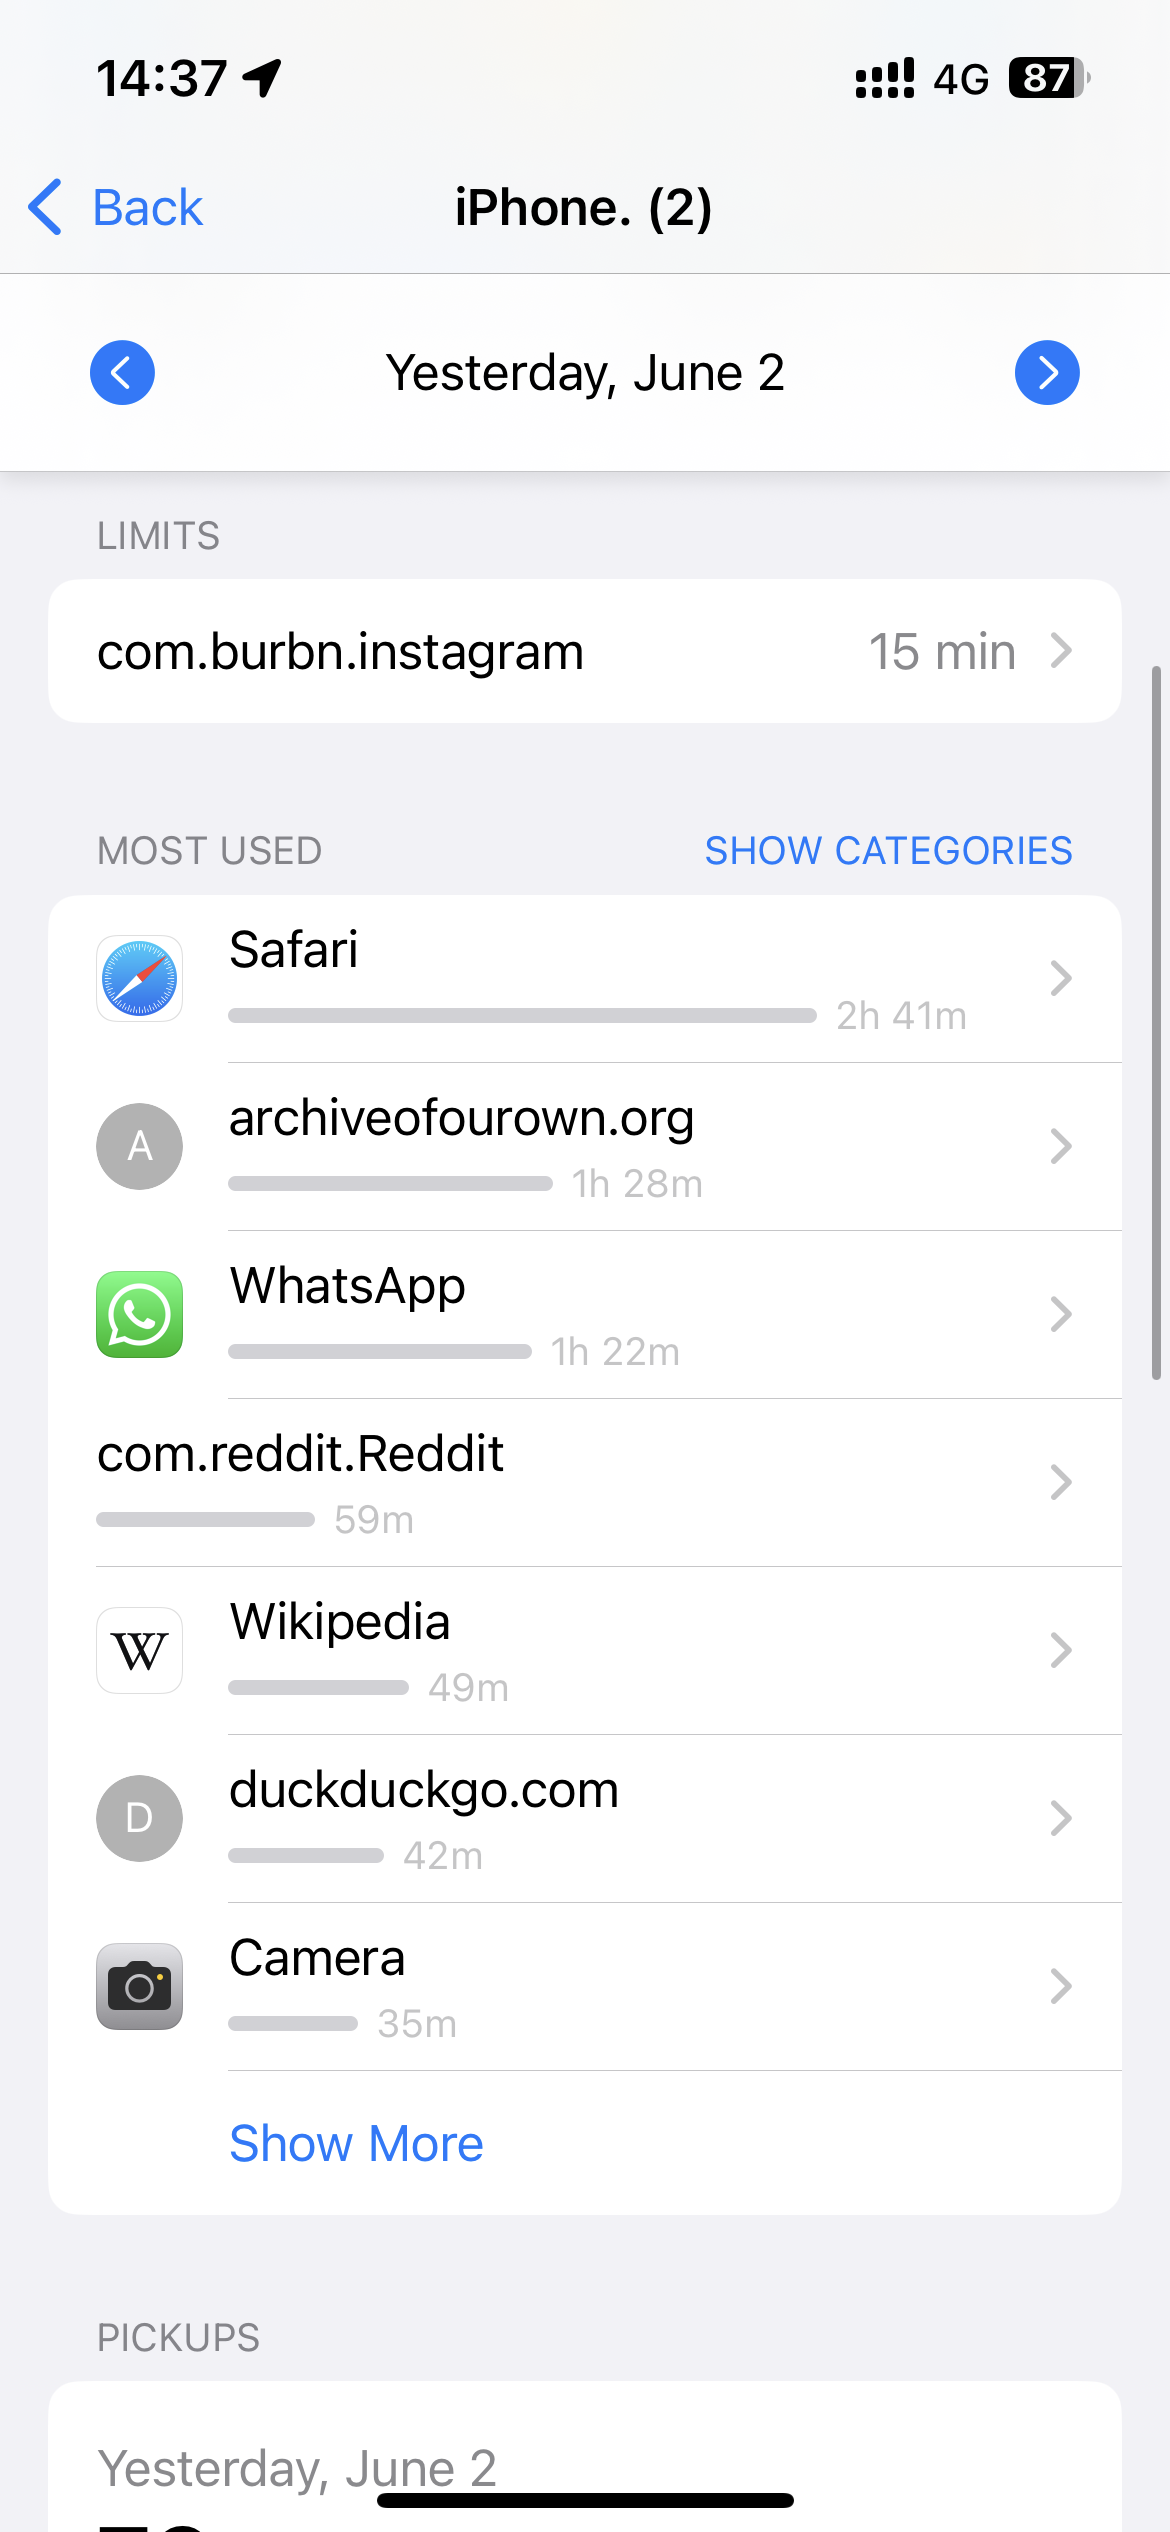 14:37 4G 87
Back iPhone. (2)
Yesterday, June 2
LIMITS
com.burbn.instagram 15 min
MOST USED SHOW CATEGORIES
Safari
2h 41m
A archiveofourown.org
1h 28m
WhatsApp
1h 22m
com.reddit.Reddit
59m
W Wikipedia
49m
D duckduckgo.com
42m
Camera
35m
Show More
PICKUPS
Yesterday, June 2